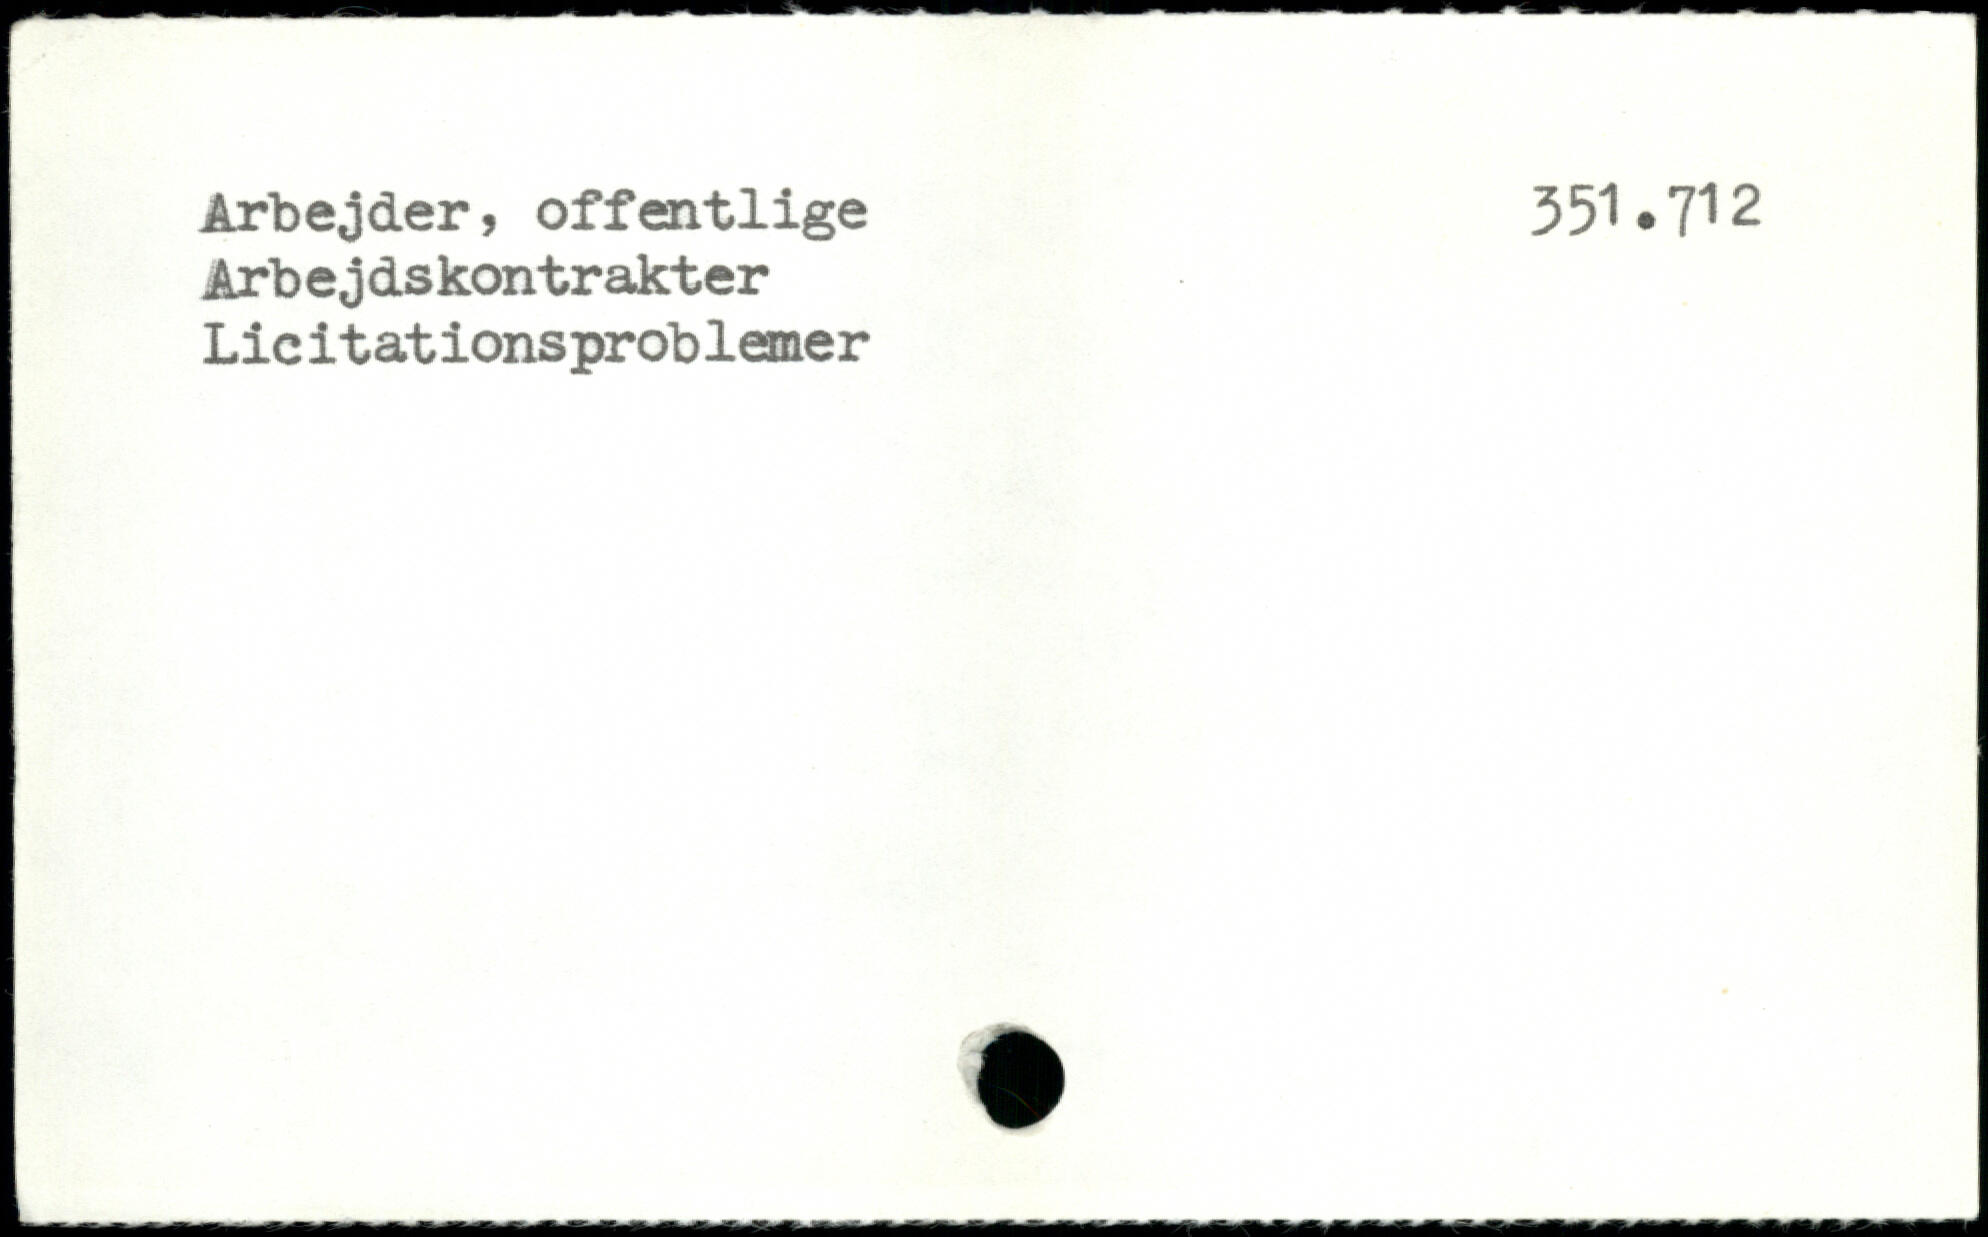 Arbejder, offentlige 351.712
Arbejdskontrakter
Licitationsproblemer